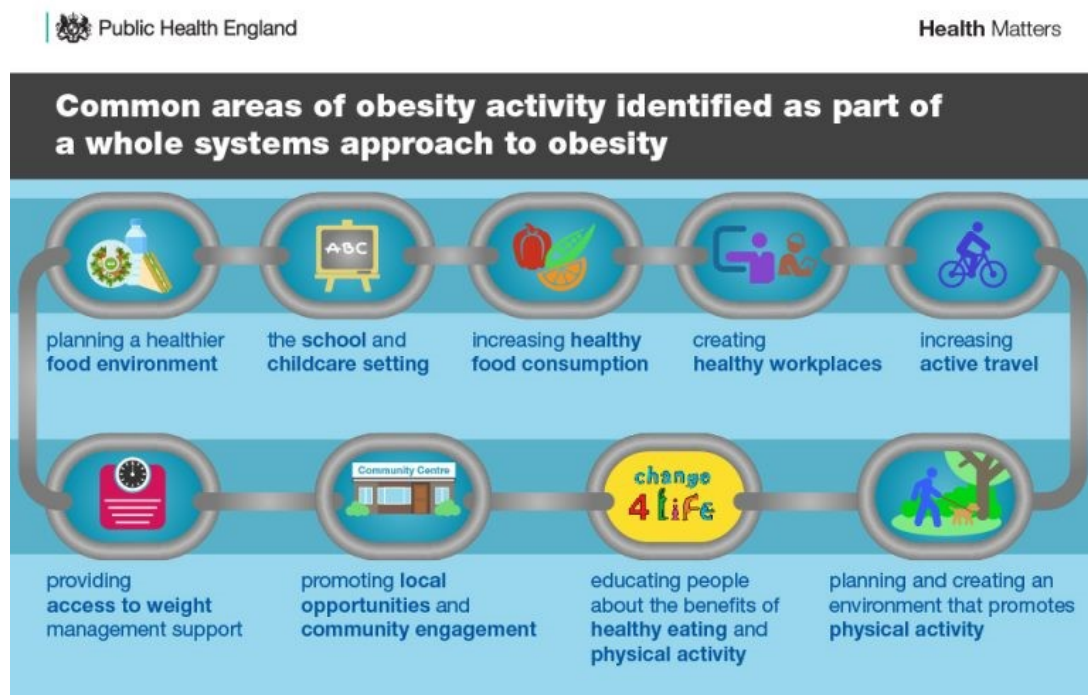 Public Health England
Health Matters
Common areas of obesity activity identified as part of
a whole systems approach to obesity
ABC
planning a healthier
food environment
the school and
childcare setting
increasing healthy
food consumption
creating
healthy workplaces
increasing
active travel
Community Centre
change
4 LiFe
providing
access to weight
management support
promoting local
opportunities and
community engagement
educating people
about the benefits of
healthy eating and
physical activity
planning and creating an
environment that promotes
physical activity